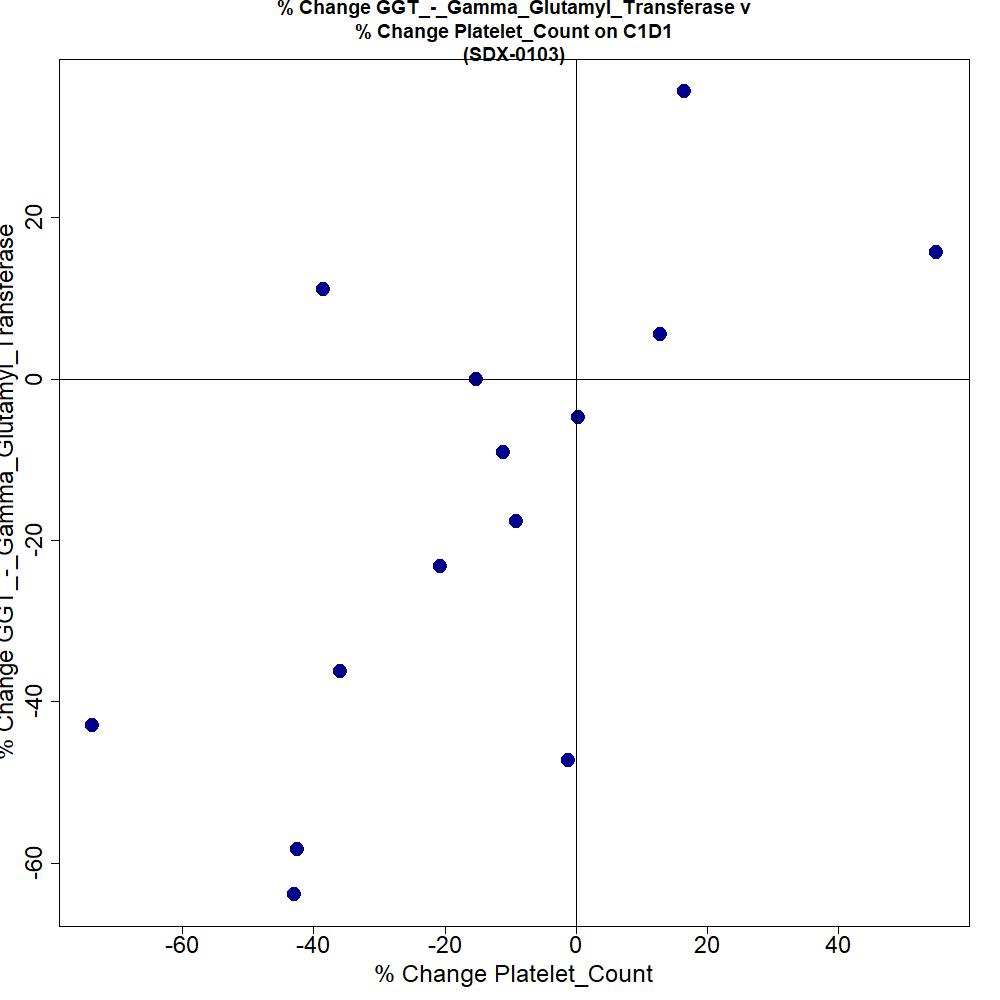 % Change GGT_-_Gamma_Glutamyl_Transferase v
% Change Platelet_Count on C1D1
(SDX-0103)
% Change GGT_-_Gamma_Glutamyl_Transferase
20
0
-20
-40
-60
-60
-40
-20
0
20
40
% Change Platelet_Count